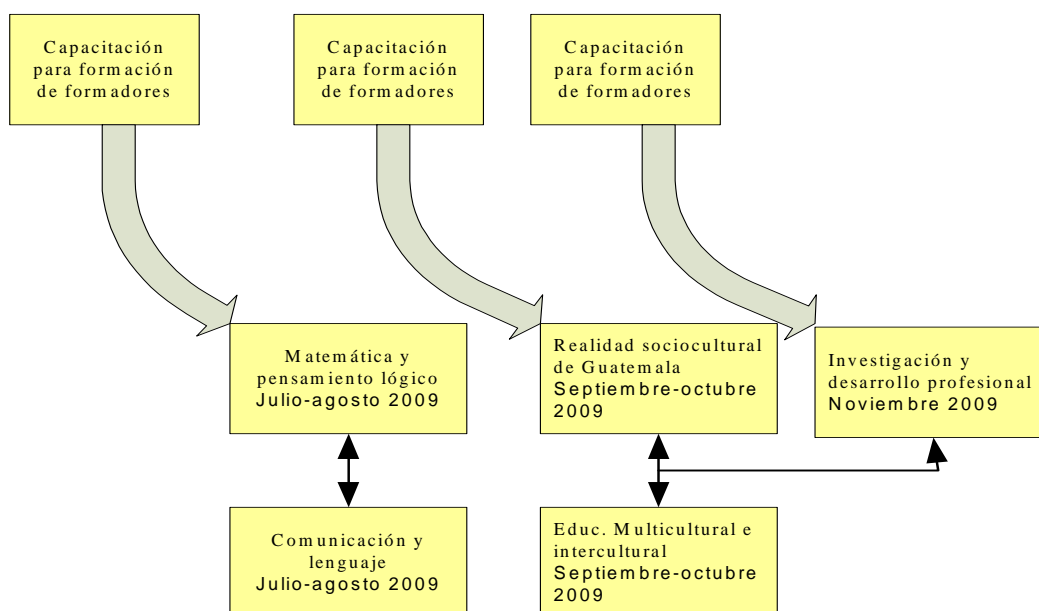 Capacitación
para formación
de formadores
Capacitación
para formación
de formadores
Capacitación
para formación
de formadores
Matemática y
pensamiento lógico
Julio-agosto 2009
Realidad sociocultural
de Guatemala
Septiembre-octubre
2009
Investigación y
desarrollo profesional
Noviembre 2009
Comunicación y
lenguaje
Julio-agosto 2009
Educ. Multicultural e
intercultural
Septiembre-octubre
2009